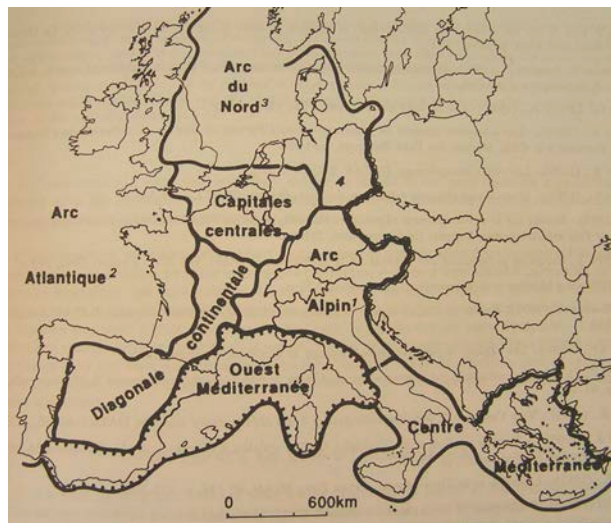 Arc
du
Nord³
4
Capitales
centrales
Arc
Atlantique²
Arc
Alpin¹
Diagonale continentale
Ouest
Méditerranée
Centre
Méditerranée
0 600km